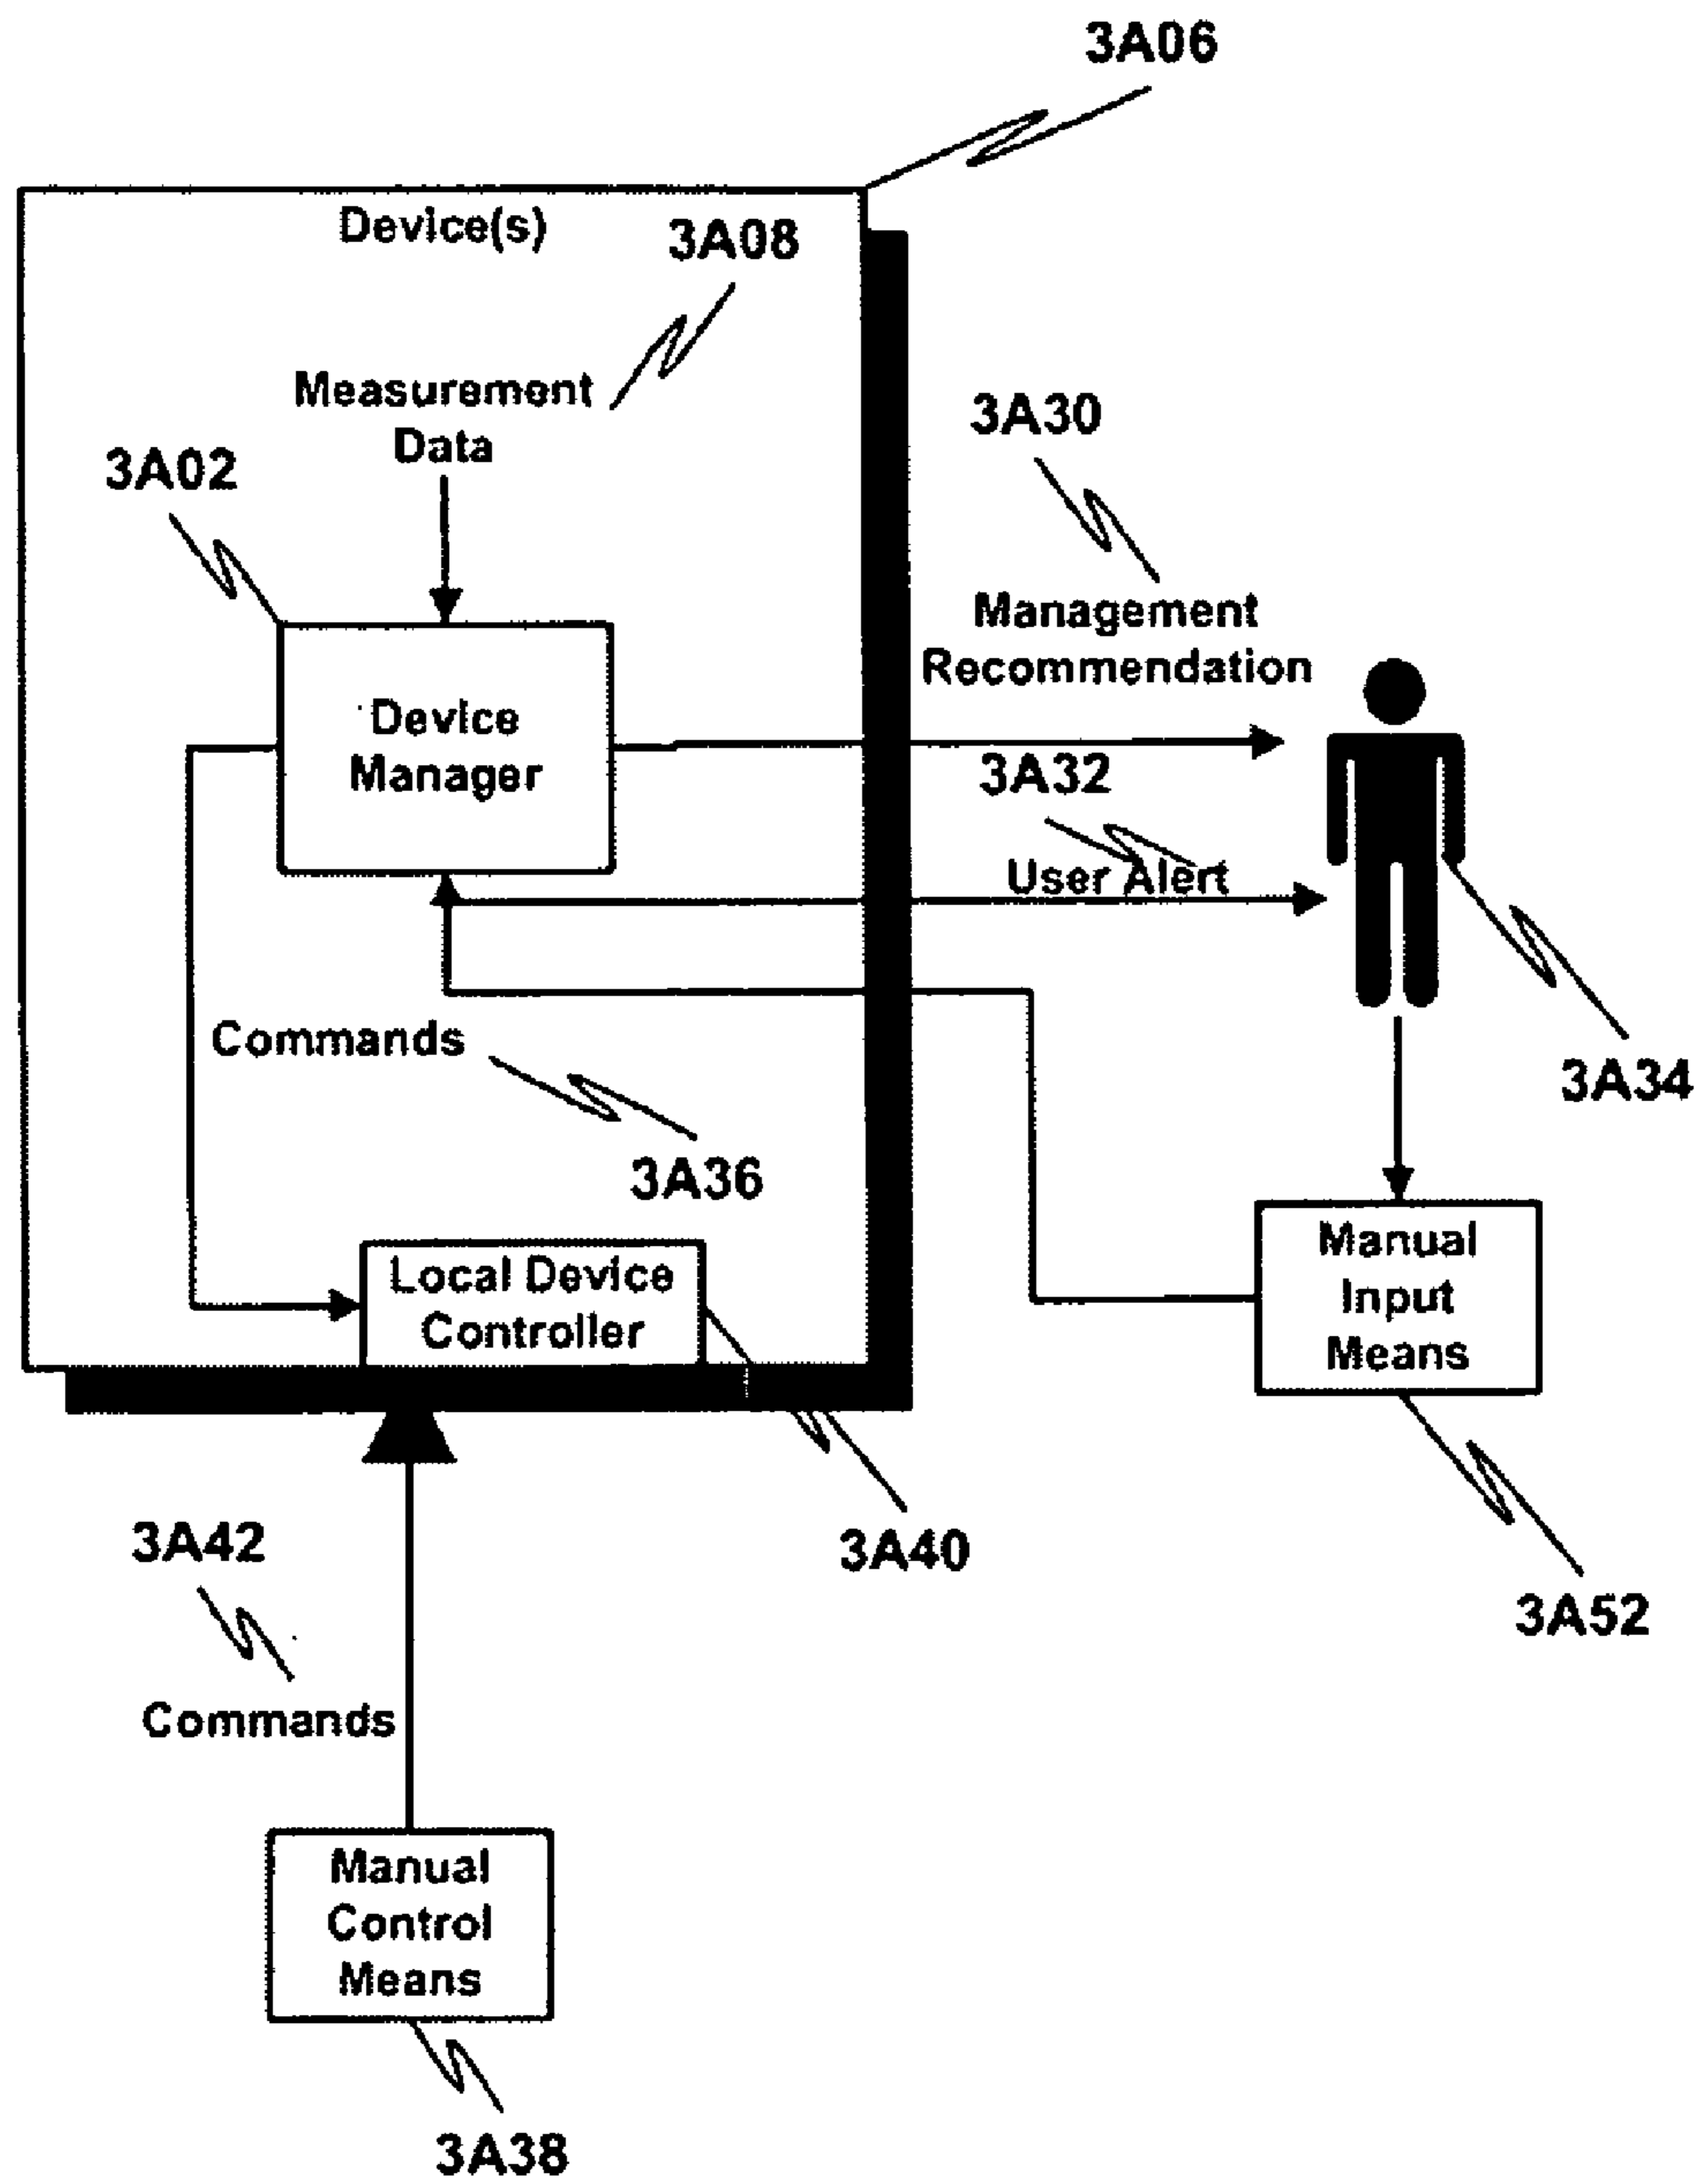 3A06
Device(s)
3A08
Measurement
Data
3A02
3A30
Management
Recommendation
Device
Manager
3A32
User Alert
Commands
3A34
3A36
Local Device
Controller
Manual
Input
Means
3A42
3A40
3A52
Commands
Manual
Control
Means
3A38